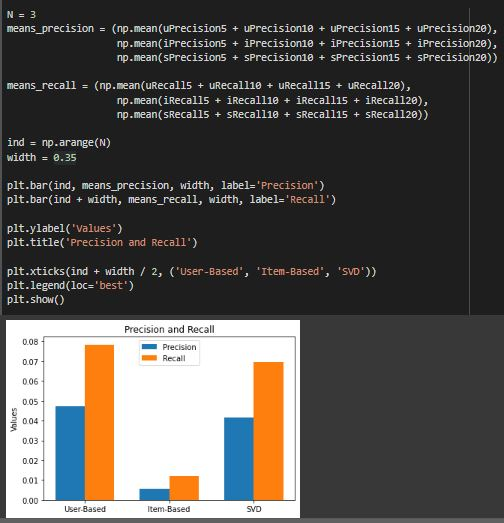 N = 3
means_precision = (np.mean(uPrecision5 + uPrecision10 + uPrecision15 + uPrecision20),
np.mean(iPrecision5 + iPrecision10 + iPrecision15 + iPrecision20),
np.mean(sPrecision5 + sPrecision10 + sPrecision15 + sPrecision20))
means_recall = (np.mean(uRecall5 + uRecall10 + uRecall15 + uRecall20),
np.mean(iRecall5 + iRecall10 + iRecall15 + iRecall20),
np.mean(sRecall5 + sRecall10 + sRecall15 + sRecall20))
ind = np.arange(N)
width = 0.35
plt.bar(ind, means_precision, width, label='Precision')
plt.bar(ind + width, means_recall, width, label='Recall')
plt.ylabel('Values')
plt.title('Precision and Recall')
plt.xticks(ind + width / 2, ('User-Based', 'Item-Based', 'SVD'))
plt.legend(loc='best')
plt.show()
Precision and Recall
Precision
Recall
Values
0.08
0.07
0.06
0.05
0.04
0.03
0.02
0.01
0.00
User-Based Item-Based SVD